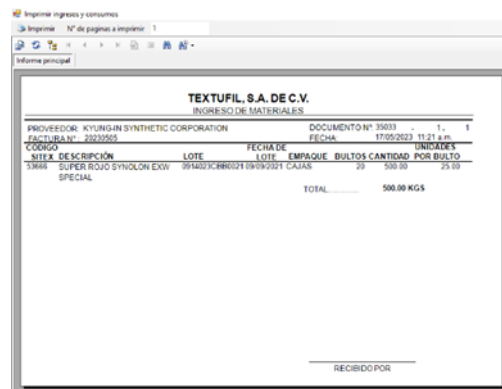 Imprimir ingresos y consumos
Imprimir N° de paginas a imprimir 1
Informe principal
TEXTUFIL, S.A. DE C.V.
INGRESO DE MATERIALES
PROVEEDOR: KYUNG-IN SYNTHETIC CORPORATION DOCUMENTO N°: 35033 , 1, 1
FACTURA N°: 20230505 FECHA: 17/05/2023 11:21 a.m.
CODIGO FECHA DE UNIDADES
SITEX DESCRIPCIÓN LOTE LOTE EMPAQUE BULTOS CANTIDAD POR BULTO
53666 SUPER ROJO SYNOLON EXW 09/09/2021 CAJAS 20 500.00 25.00
SPECIAL
TOTAL.............. 500.00 KGS
RECIBIDO POR